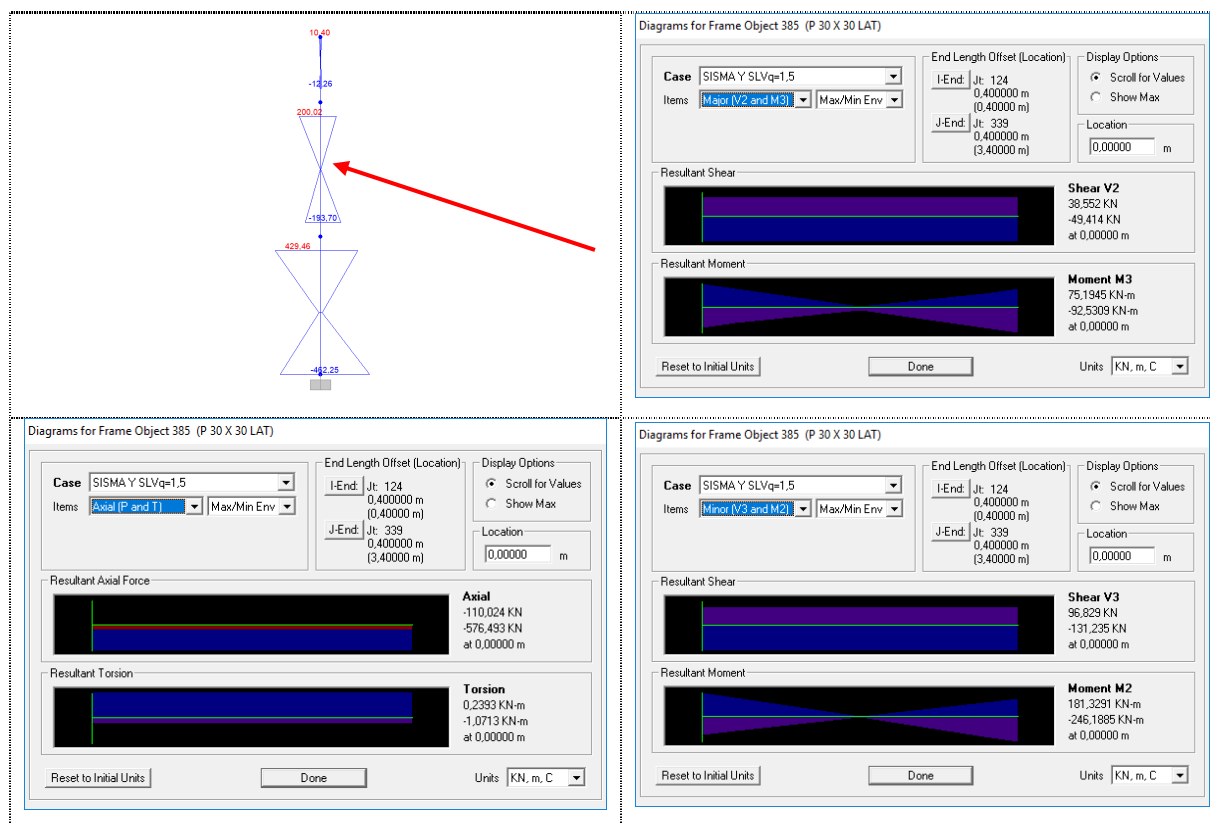 10,40
-12,26
200,02
-193,70
429,46
-462,25
Diagrams for Frame Object 385 (P 30 X 30 LAT)
Case SISMA Y SLVq=1,5
Items Major (V2 and M3) Max/Min Env
End Length Offset (Location)
I-End: Jt: 124
0,400000 m
(0,40000 m)
J-End: Jt: 339
0,400000 m
(3,40000 m)
Display Options
Scroll for Values
Show Max
Location
0,00000 m
Resultant Shear
Shear V2
38,552 KN
-49,414 KN
at 0,00000 m
Resultant Moment
Moment M3
75,1945 KN-m
-92,5309 KN-m
at 0,00000 m
Reset to Initial Units Done Units KN, m, C
Diagrams for Frame Object 385 (P 30 X 30 LAT)
Case SISMA Y SLVq=1,5
Items Axial (P and T) Max/Min Env
End Length Offset (Location)
I-End: Jt: 124
0,400000 m
(0,40000 m)
J-End: Jt: 339
0,400000 m
(3,40000 m)
Display Options
Scroll for Values
Show Max
Location
0,00000 m
Resultant Axial Force
Axial
-110,024 KN
-576,493 KN
at 0,00000 m
Resultant Torsion
Torsion
0,2393 KN-m
-1,0713 KN-m
at 0,00000 m
Reset to Initial Units Done Units KN, m, C
Diagrams for Frame Object 385 (P 30 X 30 LAT)
Case SISMA Y SLVq=1,5
Items Minor (V3 and M2) Max/Min Env
End Length Offset (Location)
I-End: Jt: 124
0,400000 m
(0,40000 m)
J-End: Jt: 339
0,400000 m
(3,40000 m)
Display Options
Scroll for Values
Show Max
Location
0,00000 m
Resultant Shear
Shear V3
96,829 KN
-131,235 KN
at 0,00000 m
Resultant Moment
Moment M2
181,3291 KN-m
-246,1885 KN-m
at 0,00000 m
Reset to Initial Units Done Units KN, m, C